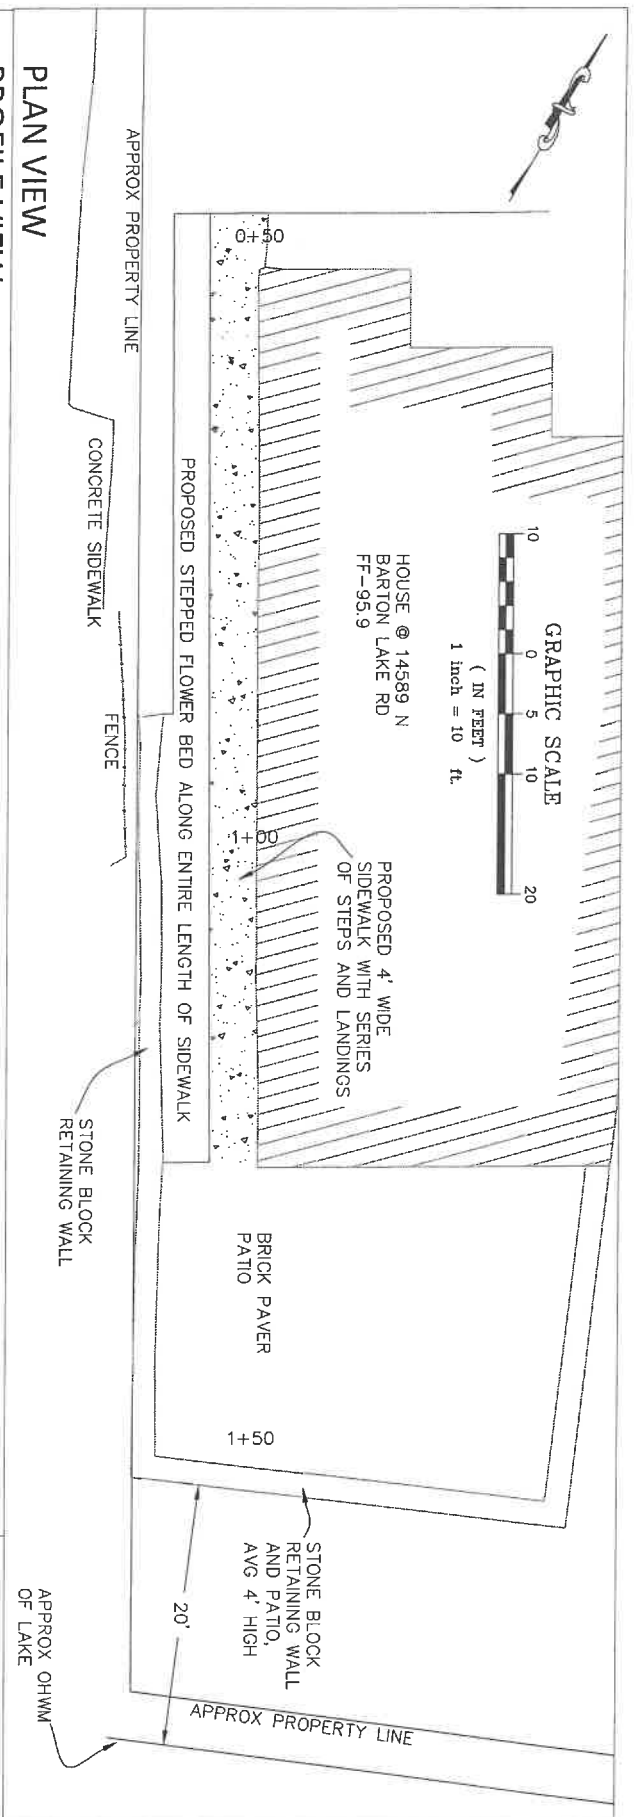 PLAN VIEW
APPROX PROPERTY LINE
0+50
CONCRETE SIDEWALK
FENCE
PROPOSED STEPPED FLOWER BED ALONG ENTIRE LENGTH OF SIDEWALK
HOUSE @ 14589 N
BARTON LAKE RD
FF-95.9
GRAPHIC SCALE
10
0
5
10
20
( IN FEET )
1 inch = 10 ft.
1+00
PROPOSED 4' WIDE
SIDEWALK WITH SERIES
OF STEPS AND LANDINGS
STONE BLOCK
RETAINING WALL
BRICK PAVER
PATIO
1+50
STONE BLOCK
RETAINING WALL
AND PATIO,
AVG 4' HIGH
20'
APPROX PROPERTY LINE
APPROX OHWM
OF LAKE